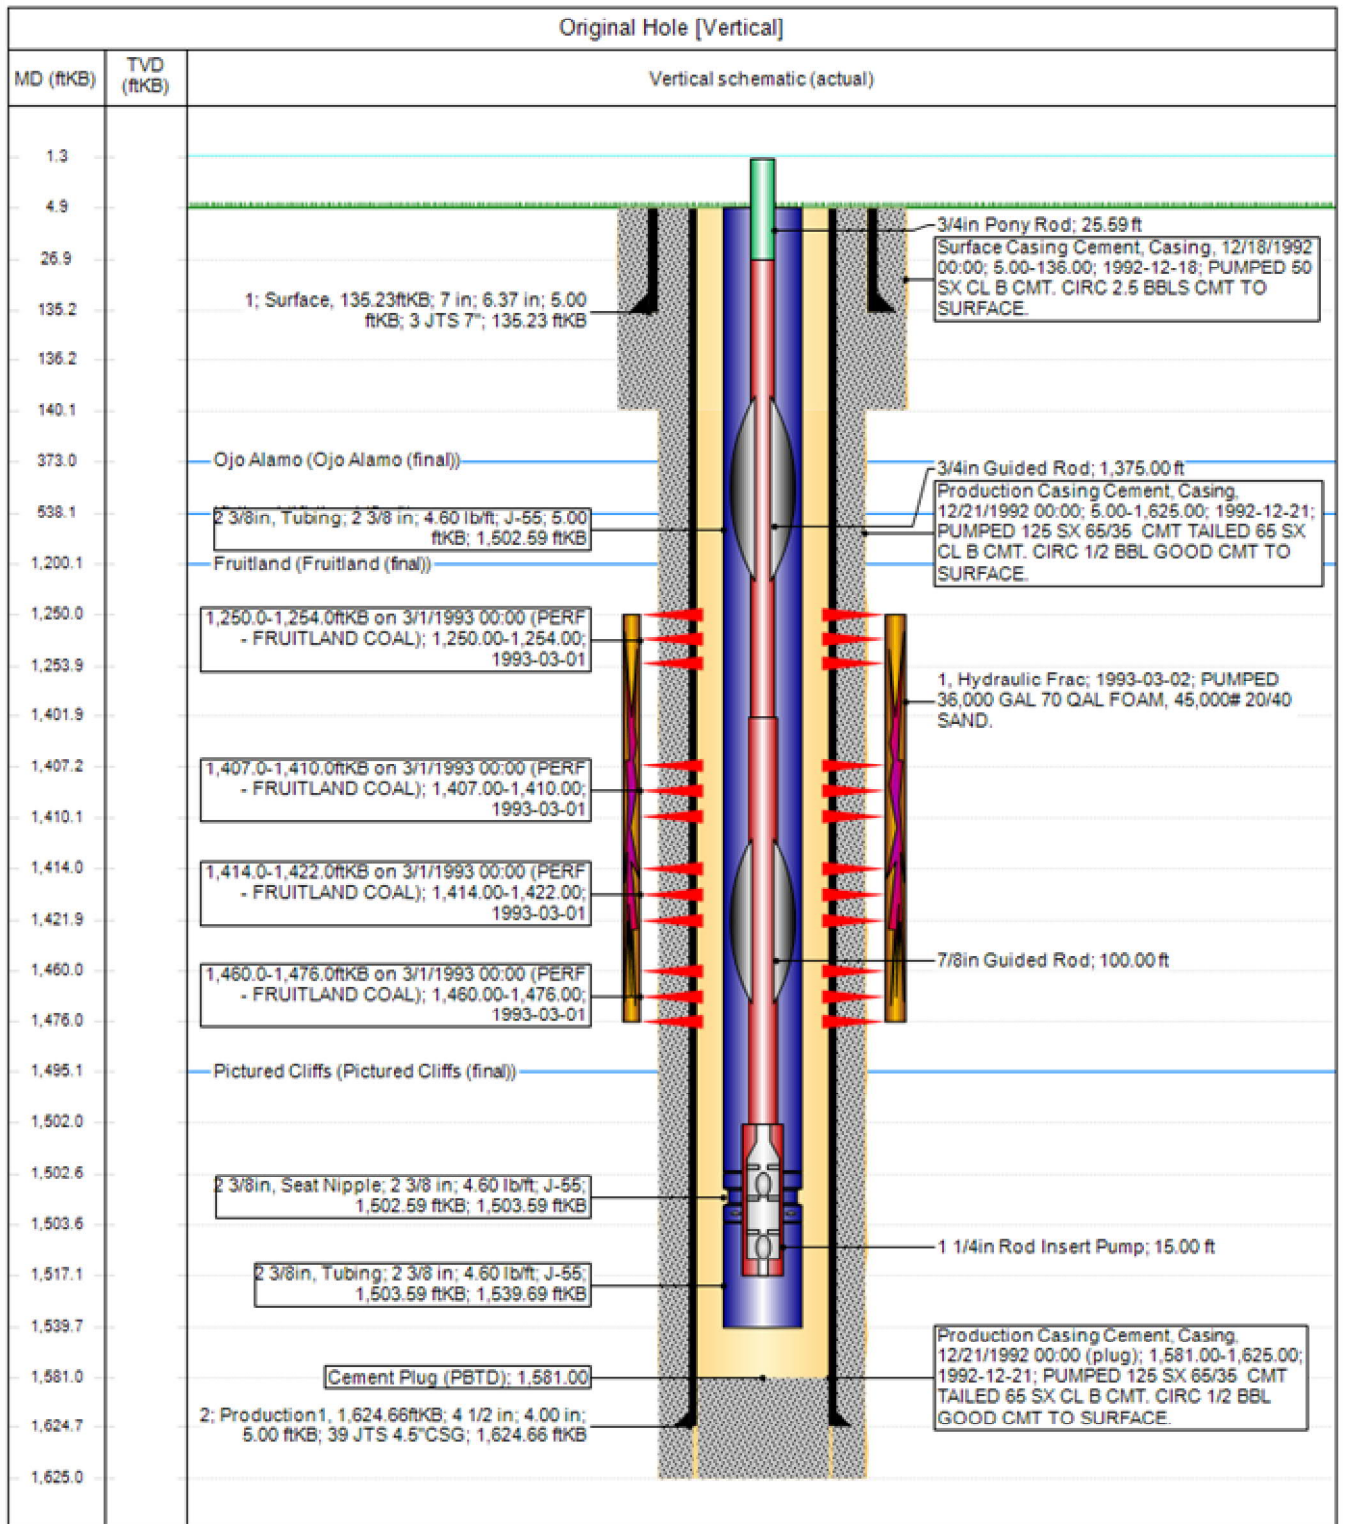 Original Hole [Vertical]
MD (ftKB)
TVD
(ftKB)
Vertical schematic (actual)
1.3
4.9
26.9
135.2
136.2
140.1
373.0
538.1
1,200.1
1,250.0
1,253.9
1,401.9
1,407.2
1,410.1
1,414.0
1,421.9
1,460.0
1,476.0
1,495.1
1,502.0
1,502.6
1,503.6
1,517.1
1,539.7
1,581.0
1,624.7
1,625.0
3/4in Pony Rod; 25.59 ft
Surface Casing Cement, Casing, 12/18/1992
00:00; 5.00-136.00; 1992-12-18; PUMPED 50
SX CL B CMT. CIRC 2.5 BBLS CMT TO
SURFACE.
1; Surface, 135.23ftKB; 7 in; 6.37 in; 5.00
ftKB; 3 JTS 7"; 135.23 ftKB
Ojo Alamo (Ojo Alamo (final))
3/4in Guided Rod; 1,375.00 ft
Production Casing Cement, Casing,
12/21/1992 00:00; 5.00-1,625.00; 1992-12-21;
PUMPED 125 SX 65/35 CMT TAILED 65 SX
CL B CMT. CIRC 1/2 BBL GOOD CMT TO
SURFACE.
2 3/8in, Tubing; 2 3/8 in; 4.60 lb/ft; J-55; 5.00
ftKB; 1,502.59 ftKB
Fruitland (Fruitland (final))
1,250.0-1,254.0ftKB on 3/1/1993 00:00 (PERF
- FRUITLAND COAL); 1,250.00-1,254.00;
1993-03-01
1, Hydraulic Frac; 1993-03-02; PUMPED
36,000 GAL 70 QAL FOAM, 45,000# 20/40
SAND.
1,407.0-1,410.0ftKB on 3/1/1993 00:00 (PERF
- FRUITLAND COAL); 1,407.00-1,410.00;
1993-03-01
1,414.0-1,422.0ftKB on 3/1/1993 00:00 (PERF
- FRUITLAND COAL); 1,414.00-1,422.00;
1993-03-01
7/8in Guided Rod; 100.00 ft
1,460.0-1,476.0ftKB on 3/1/1993 00:00 (PERF
- FRUITLAND COAL); 1,460.00-1,476.00;
1993-03-01
Pictured Cliffs (Pictured Cliffs (final))
2 3/8in, Seat Nipple; 2 3/8 in; 4.60 lb/ft; J-55;
1,502.59 ftKB; 1,503.59 ftKB
1 1/4in Rod Insert Pump; 15.00 ft
2 3/8in, Tubing; 2 3/8 in; 4.60 lb/ft; J-55;
1,503.59 ftKB; 1,539.69 ftKB
Production Casing Cement, Casing,
12/21/1992 00:00 (plug); 1,581.00-1,625.00;
1992-12-21; PUMPED 125 SX 65/35 CMT
TAILED 65 SX CL B CMT. CIRC 1/2 BBL
GOOD CMT TO SURFACE.
Cement Plug (PBTD); 1,581.00
2; Production1, 1,624.66ftKB; 4 1/2 in; 4.00 in;
5.00 ftKB; 39 JTS 4.5"CSG; 1,624.66 ftKB